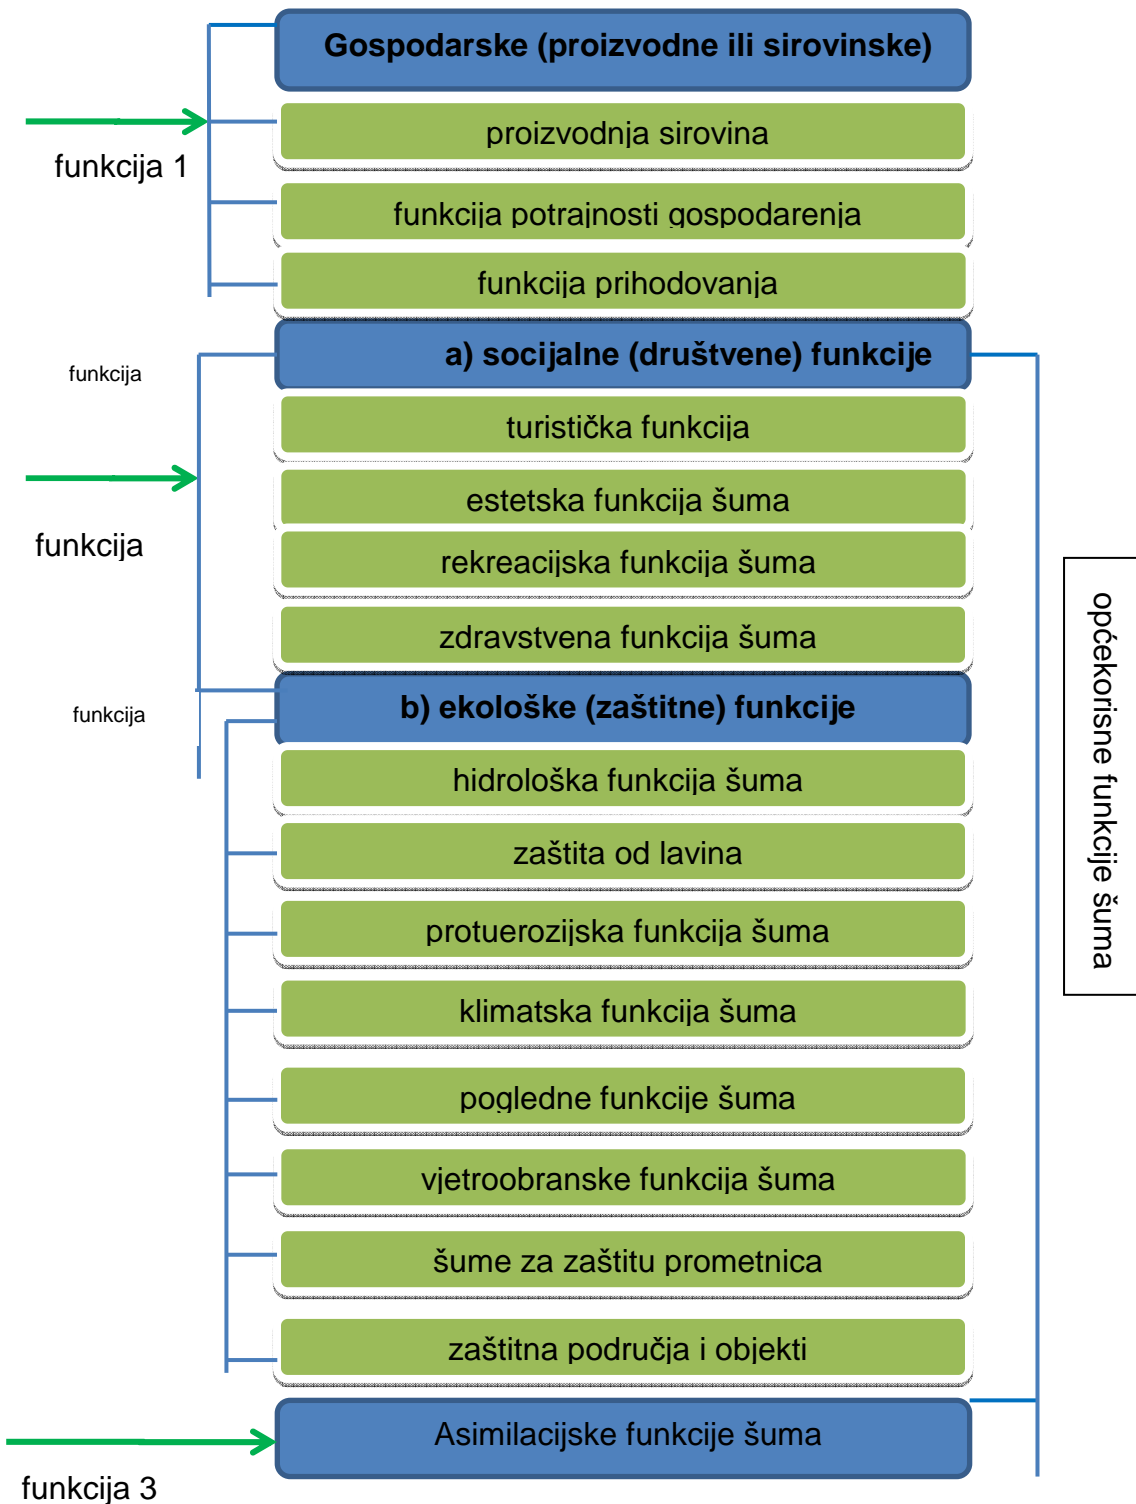 Gospodarske (proizvodne ili sirovinske)
proizvodnja sirovina
funkcija 1
funkcija potrajnosti gospodarenja
funkcija prihodovanja
a) socijalne (društvene) funkcije
funkcija
turistička funkcija
estetska funkcija šuma
funkcija
rekreacijska funkcija šuma
zdravstvena funkcija šuma
b) ekološke (zaštitne) funkcije
funkcija
hidrološka funkcija šuma
zaštita od lavina
protuerozijska funkcija šuma
klimatska funkcija šuma
pogledne funkcije šuma
vjetroobranske funkcija šuma
šume za zaštitu prometnica
zaštitna područja i objekti
Asimilacijske funkcije šuma
funkcija 3
općekorisne funkcije šuma